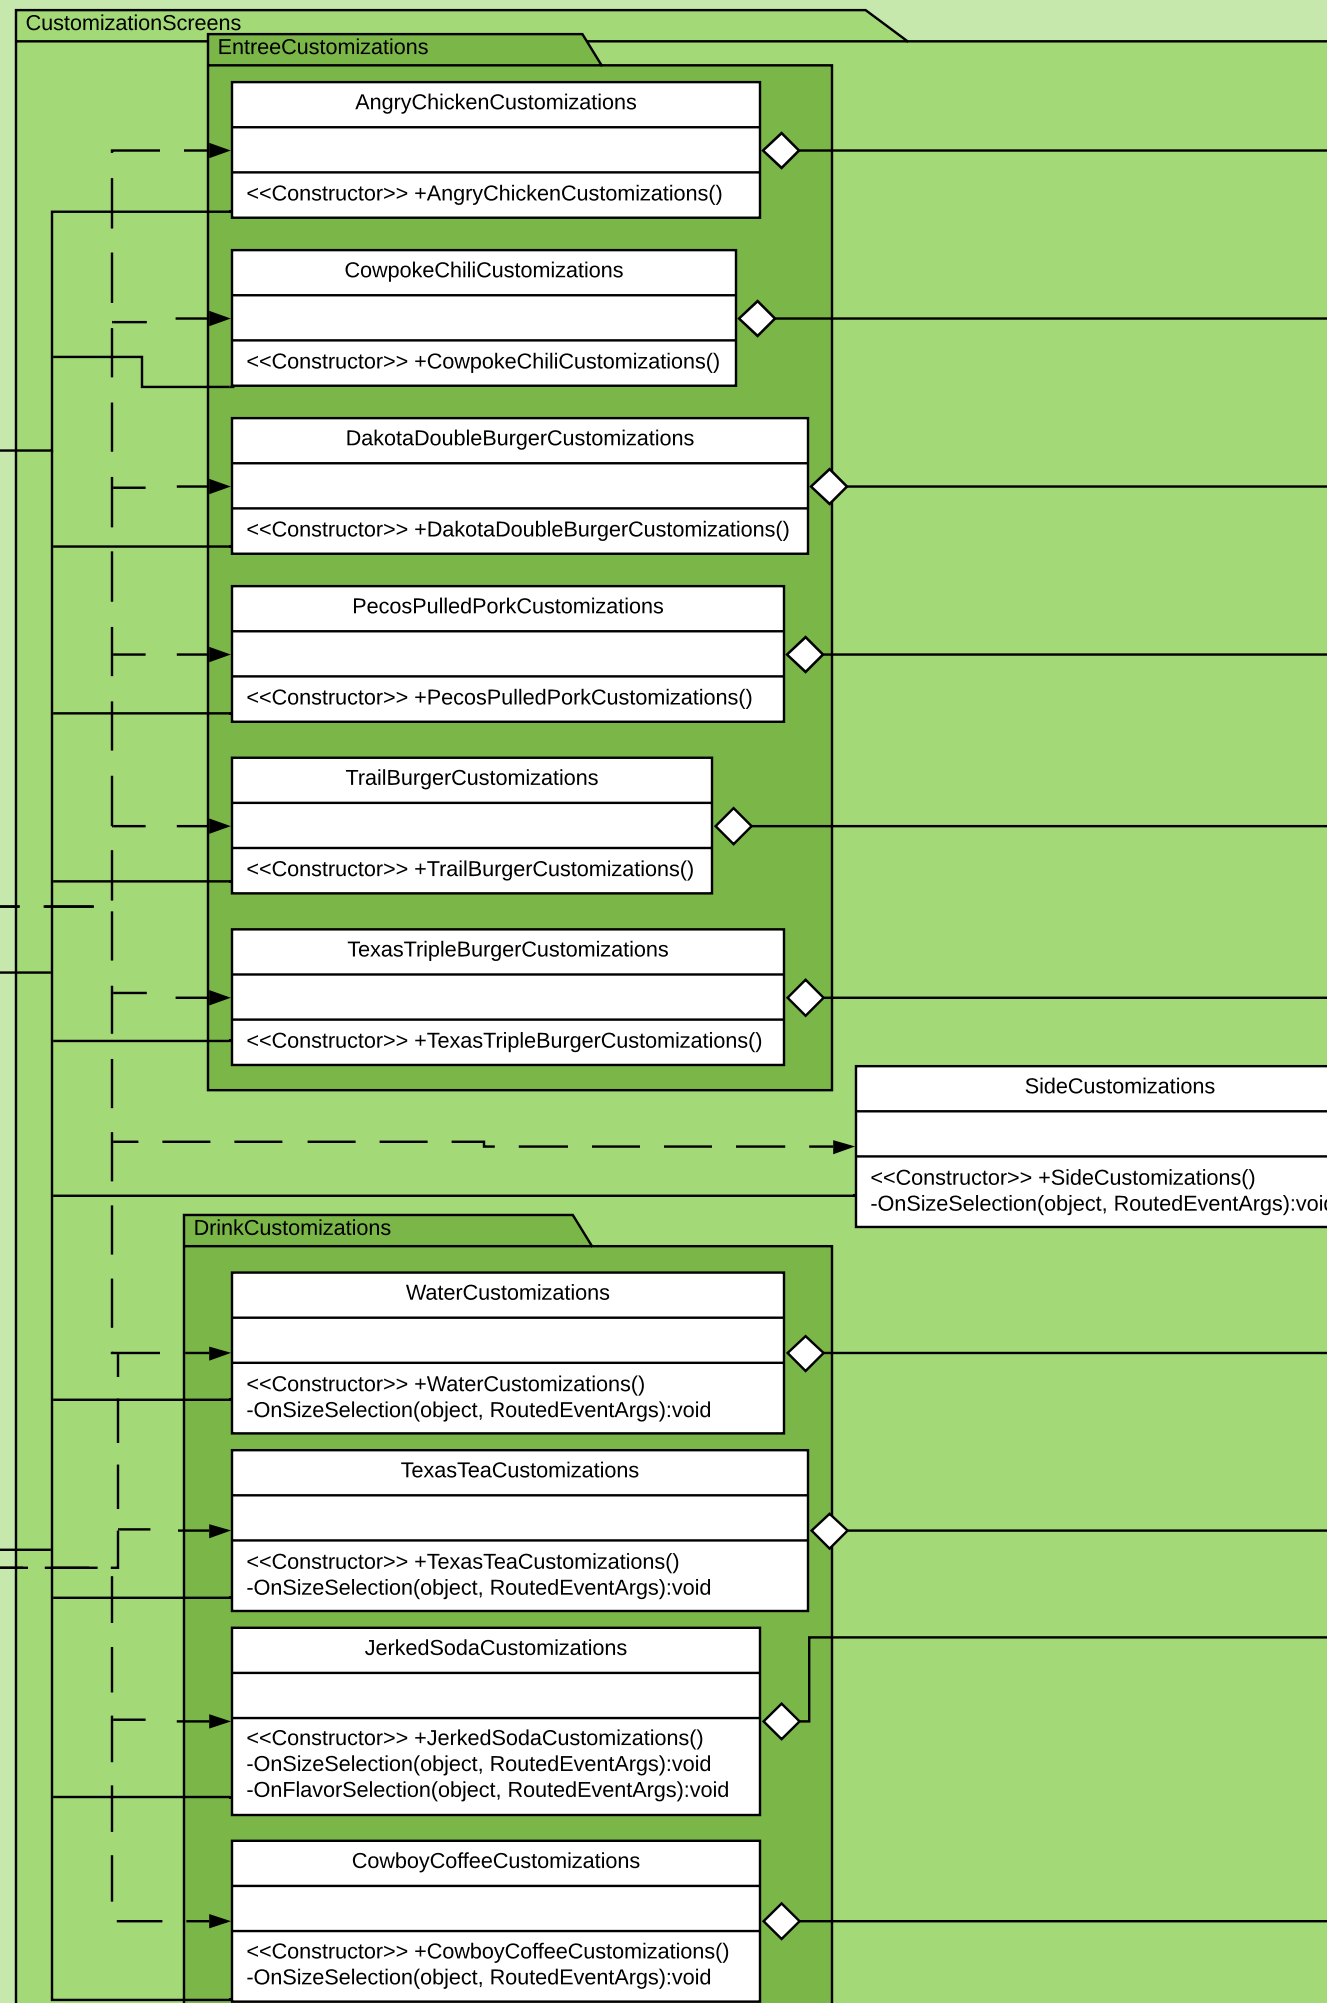 CustomizationScreens
EntreeCustomizations
AngryChickenCustomizations
<<Constructor>> +AngryChickenCustomizations()
CowpokeChiliCustomizations
<<Constructor>> +CowpokeChiliCustomizations()
DakotaDoubleBurgerCustomizations
<<Constructor>> +DakotaDoubleBurgerCustomizations()
PecosPulledPorkCustomizations
<<Constructor>> +PecosPulledPorkCustomizations()
TrailBurgerCustomizations
<<Constructor>> +TrailBurgerCustomizations()
TexasTripleBurgerCustomizations
<<Constructor>> +TexasTripleBurgerCustomizations()
SideCustomizations
<<Constructor>> +SideCustomizations()
-OnSizeSelection(object, RoutedEventArgs):void
DrinkCustomizations
WaterCustomizations
<<Constructor>> +WaterCustomizations()
-OnSizeSelection(object, RoutedEventArgs):void
TexasTeaCustomizations
<<Constructor>> +TexasTeaCustomizations()
-OnSizeSelection(object, RoutedEventArgs):void
JerkedSodaCustomizations
<<Constructor>> +JerkedSodaCustomizations()
-OnSizeSelection(object, RoutedEventArgs):void
-OnFlavorSelection(object, RoutedEventArgs):void
CowboyCoffeeCustomizations
<<Constructor>> +CowboyCoffeeCustomizations()
-OnSizeSelection(object, RoutedEventArgs):void